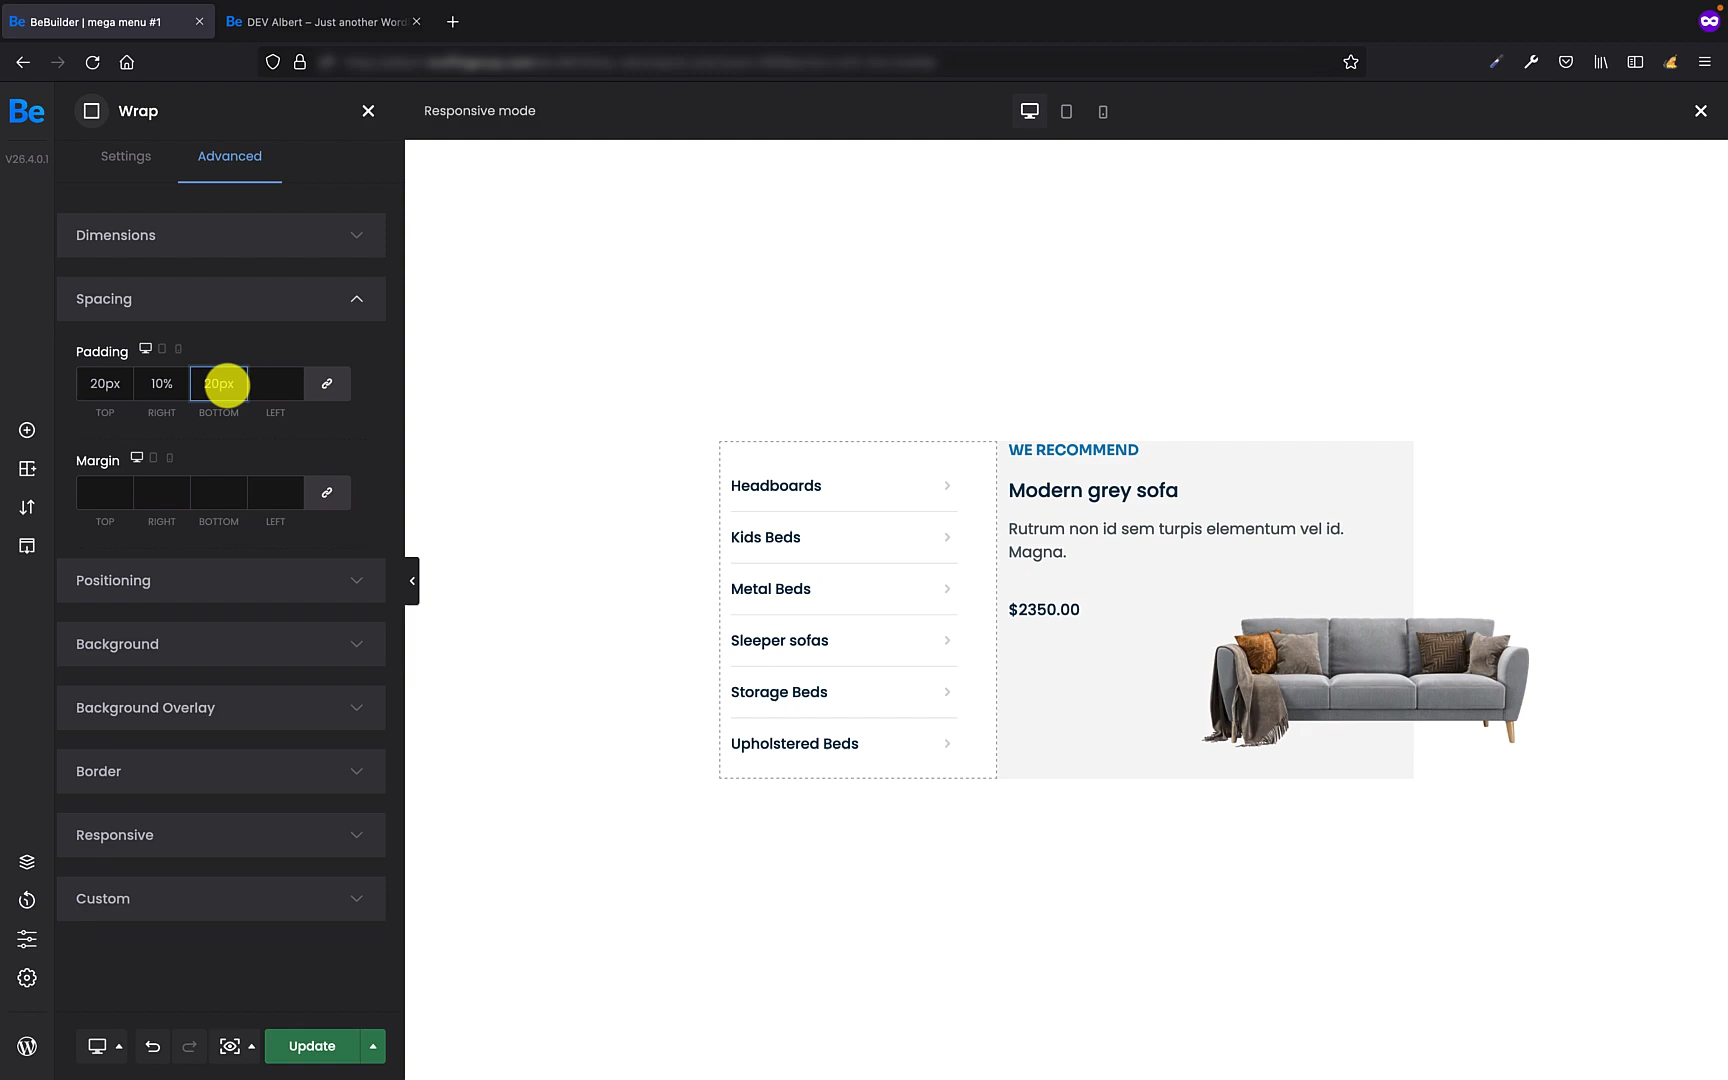 Be BeBuilder | mega menu #1
Be DEV Albert – Just another Word
Be
V26.4.0.1
Wrap
Responsive mode
Settings
Advanced
Dimensions
Spacing
Padding
20px
10%
20px
TOP
RIGHT
BOTTOM
LEFT
Margin
TOP
RIGHT
BOTTOM
LEFT
Positioning
Background
Background Overlay
Border
Responsive
Custom
Update
Headboards
Kids Beds
Metal Beds
Sleeper sofas
Storage Beds
Upholstered Beds
WE RECOMMEND
Modern grey sofa
Rutrum non id sem turpis elementum vel id.
Magna.
$2350.00